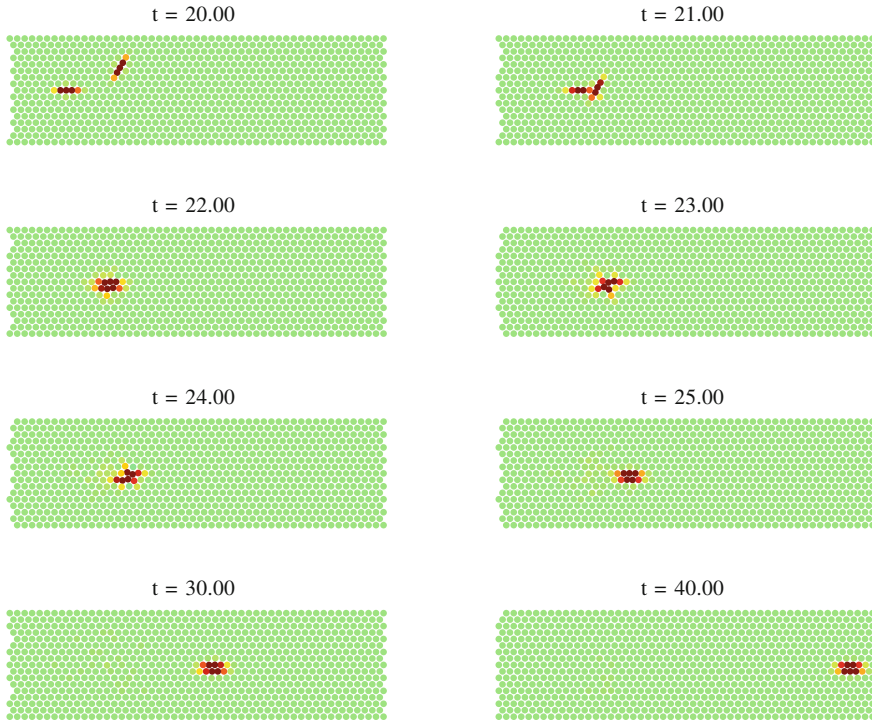 t = 20.00
t = 21.00
t = 22.00
t = 23.00
t = 24.00
t = 25.00
t = 30.00
t = 40.00